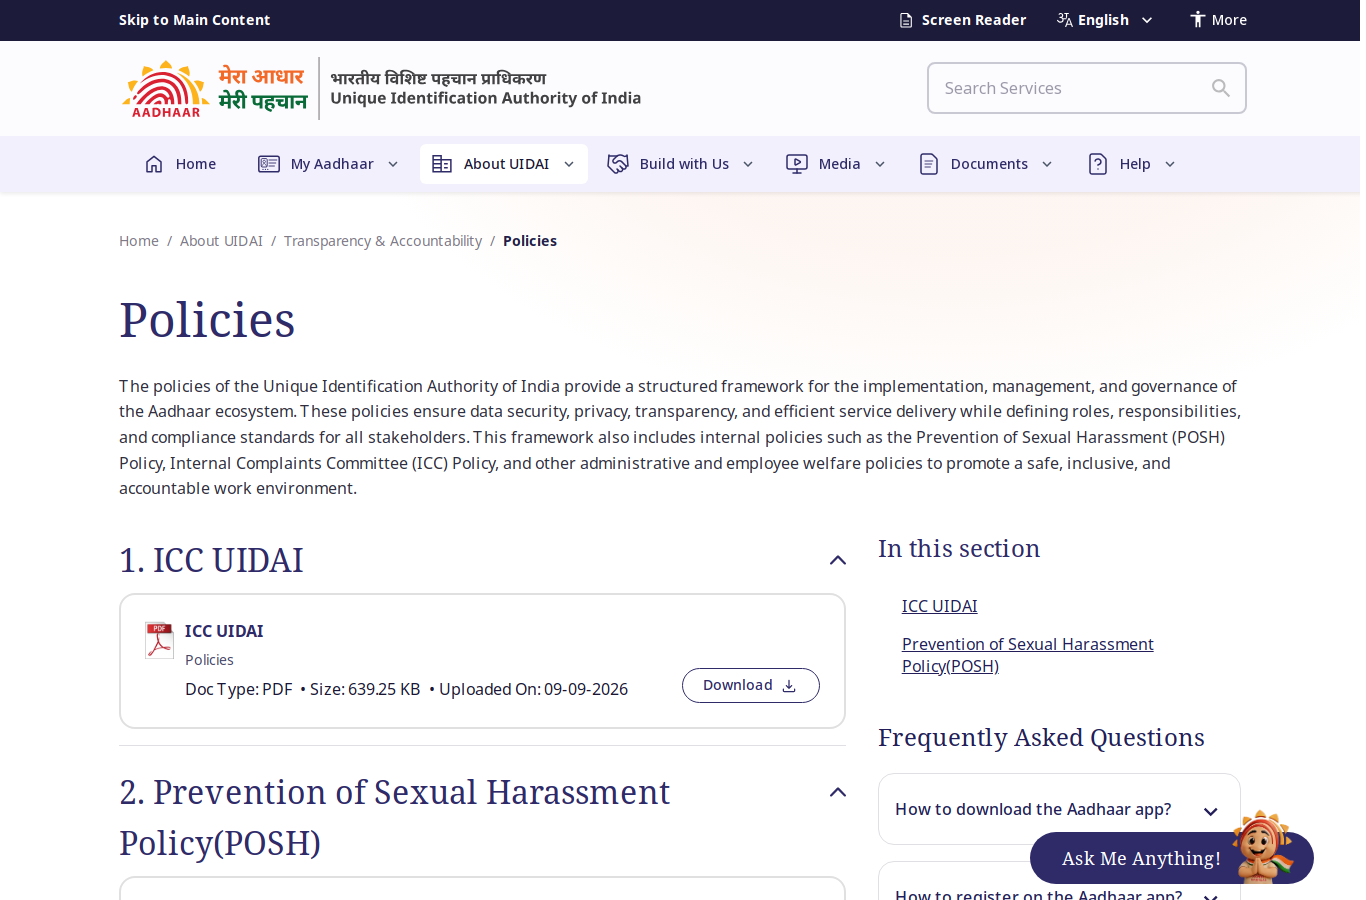 Skip to Main Content
Screen Reader
English
More
AADHAAR
मेरा आधार
मेरी पहचान
भारतीय विशिष्ट पहचान प्राधिकरण
Unique Identification Authority of India
Search Services
Home
My Aadhaar
About UIDAI
Build with Us
Media
Documents
Help
Home / About UIDAI / Transparency & Accountability / Policies
Policies
The policies of the Unique Identification Authority of India provide a structured framework for the implementation, management, and governance of
the Aadhaar ecosystem. These policies ensure data security, privacy, transparency, and efficient service delivery while defining roles, responsibilities,
and compliance standards for all stakeholders. This framework also includes internal policies such as the Prevention of Sexual Harassment (POSH)
Policy, Internal Complaints Committee (ICC) Policy, and other administrative and employee welfare policies to promote a safe, inclusive, and
accountable work environment.
1. ICC UIDAI
PDF
ICC UIDAI
Policies
Doc Type: PDF • Size: 639.25 KB • Uploaded On: 09-09-2026
Download
2. Prevention of Sexual Harassment
Policy(POSH)
In this section
ICC UIDAI
Prevention of Sexual Harassment
Policy(POSH)
Frequently Asked Questions
How to download the Aadhaar app?
Ask Me Anything!
How to register on the Aadhaar app?